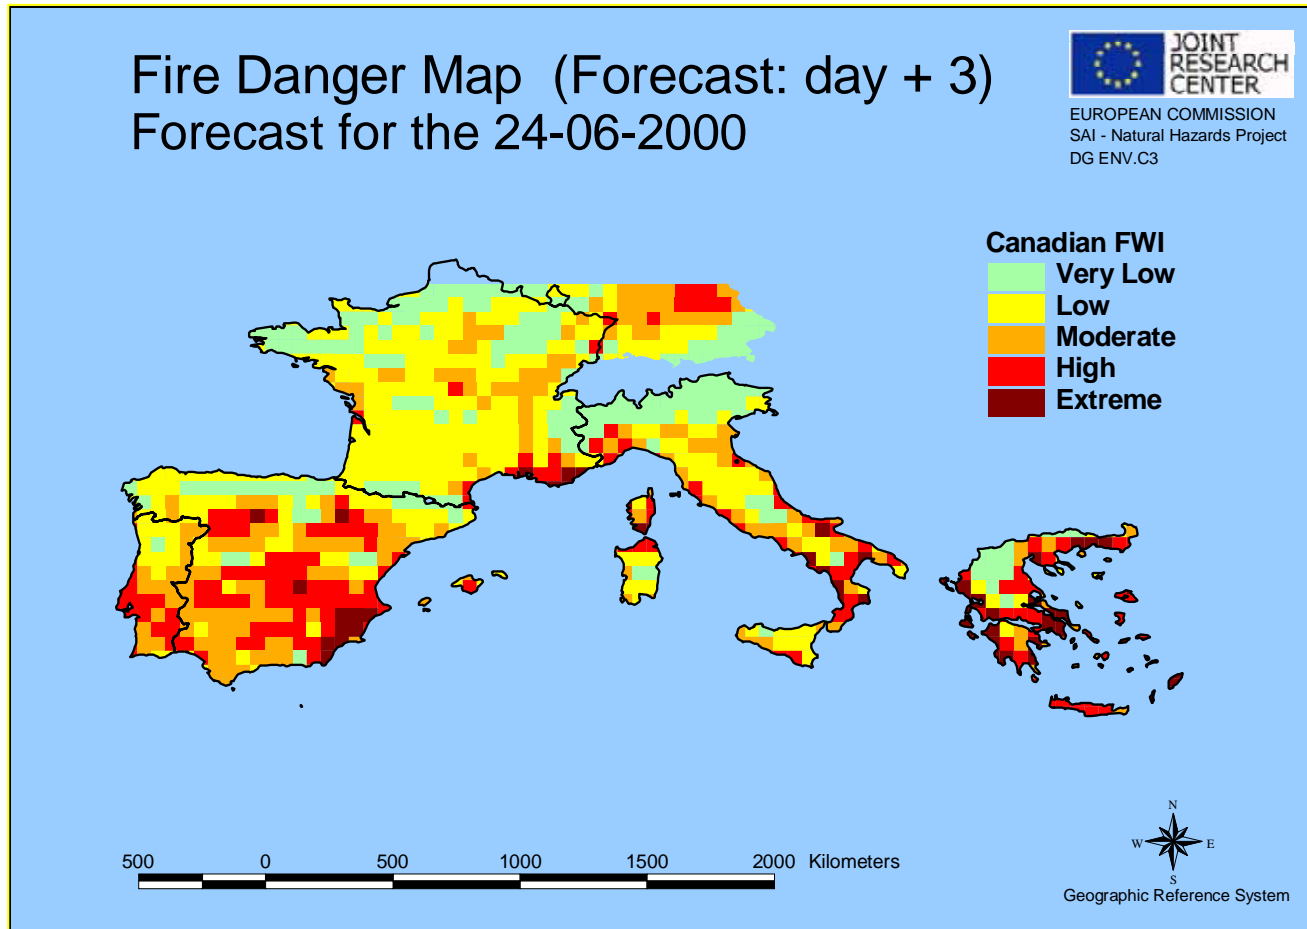 Fire Danger Map (Forecast: day + 3)
Forecast for the 24-06-2000
JOINT
RESEARCH
CENTER
EUROPEAN COMMISSION
SAI - Natural Hazards Project
DG ENV.C3
Canadian FWI
Very Low
Low
Moderate
High
Extreme
500 0 500 1000 1500 2000 Kilometers
N
W E
S
Geographic Reference System